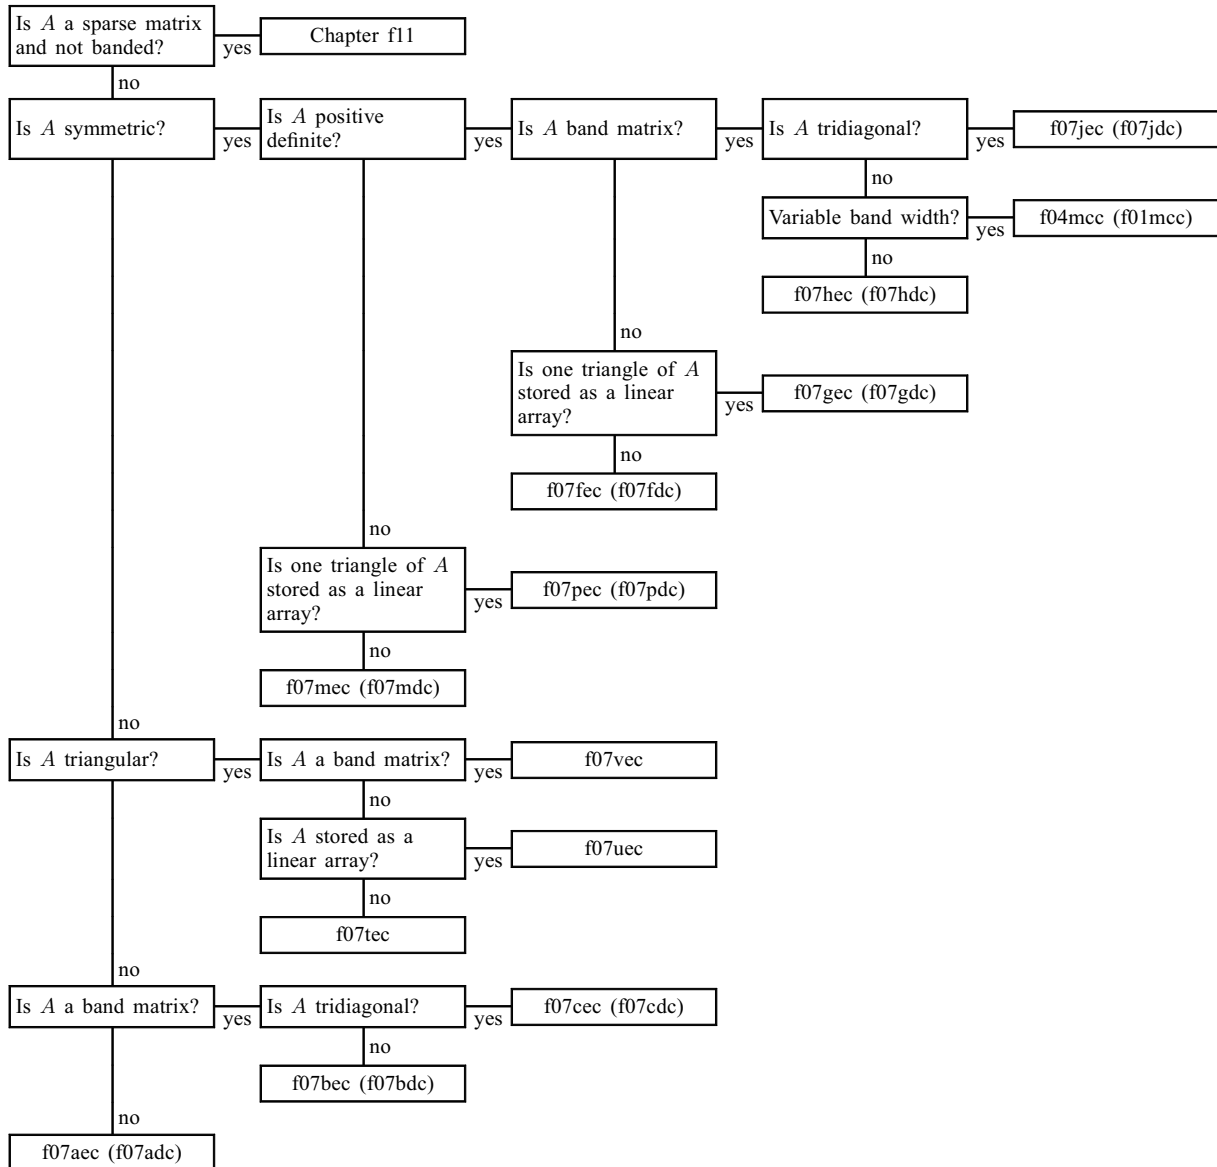 Is A a sparse matrix
and not banded?
yes
Chapter f11
no
Is A symmetric?
yes
Is A positive
definite?
yes
Is A band matrix?
yes
Is A tridiagonal?
yes
f07jec (f07jdc)
no
Variable band width?
yes
f04mcc (f01mcc)
no
f07hec (f07hdc)
no
Is one triangle of A
stored as a linear
array?
yes
f07gec (f07gdc)
no
f07fec (f07fdc)
no
Is one triangle of A
stored as a linear
array?
yes
f07pec (f07pdc)
no
f07mec (f07mdc)
no
Is A triangular?
yes
Is A a band matrix?
yes
f07vec
no
Is A stored as a
linear array?
yes
f07uec
no
f07tec
no
Is A a band matrix?
yes
Is A tridiagonal?
yes
f07cec (f07cdc)
no
f07bec (f07bdc)
no
f07aec (f07adc)